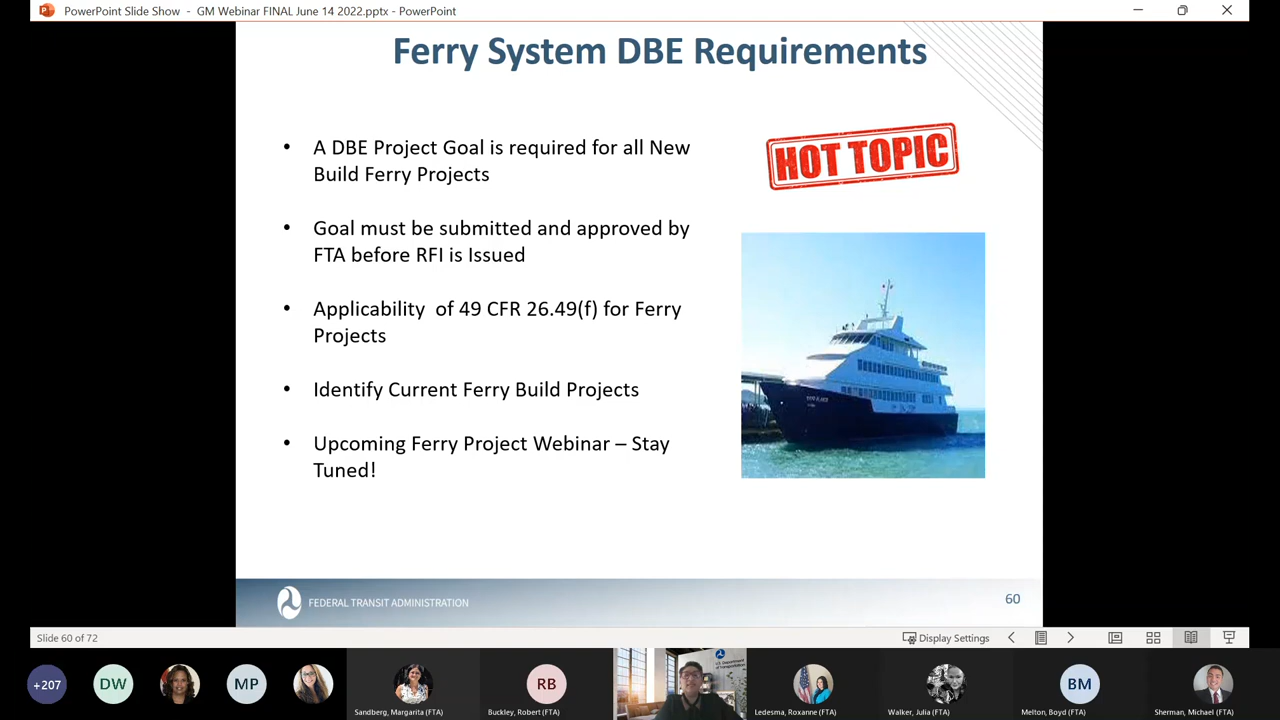 PowerPoint Slide Show - GM Webinar FINAL June 14 2022.pptx - PowerPoint
Ferry System DBE Requirements
• A DBE Project Goal is required for all New
Build Ferry Projects
• Goal must be submitted and approved by
FTA before RFI is Issued
• Applicability of 49 CFR 26.49(f) for Ferry
Projects
• Identify Current Ferry Build Projects
• Upcoming Ferry Project Webinar – Stay
Tuned!
HOT TOPIC
FEDERAL TRANSIT ADMINISTRATION
60
Slide 60 of 72
Display Settings
+207
DW
MP
Sandberg, Margarita (FTA)
RB
Buckley, Robert (FTA)
U.S. Department
of Transportation
Ledesma, Roxanne (FTA)
Walker, Julia (FTA)
BM
Melton, Boyd (FTA)
Sherman, Michael (FTA)